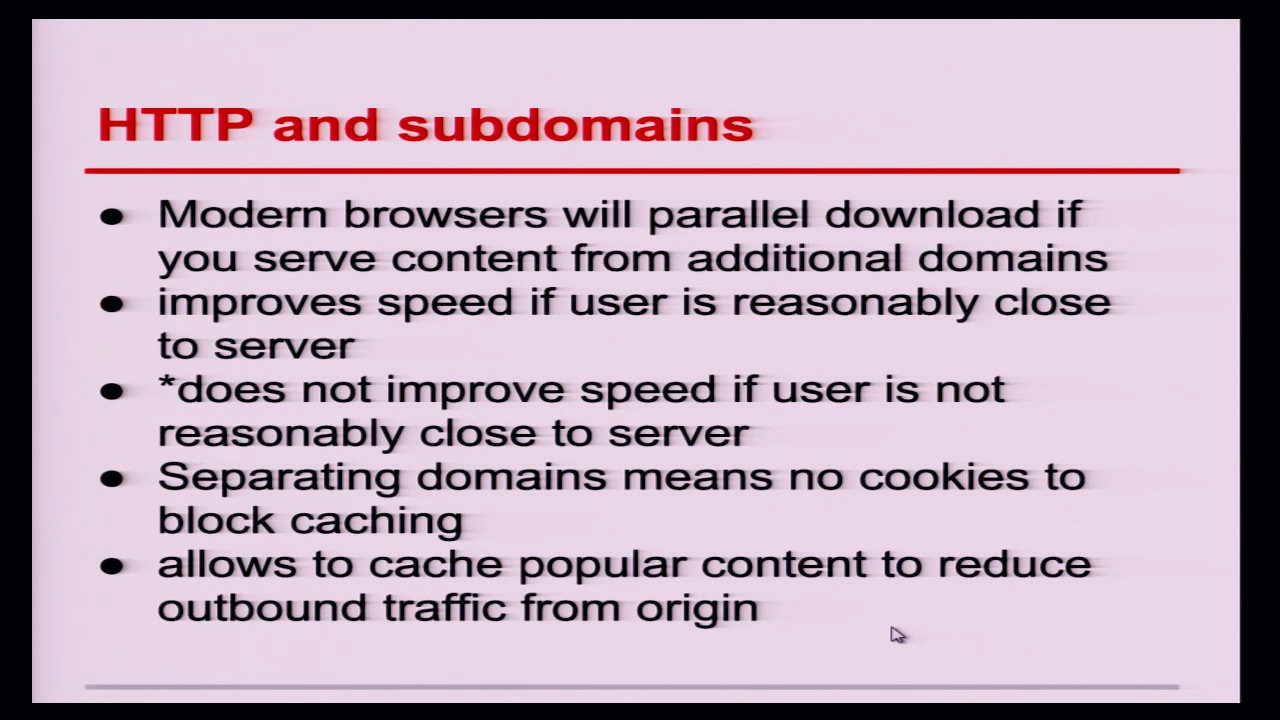 HTTP and subdomains
● Modern browsers will parallel download if
you serve content from additional domains
● improves speed if user is reasonably close
to server
● *does not improve speed if user is not
reasonably close to server
● Separating domains means no cookies to
block caching
● allows to cache popular content to reduce
outbound traffic from origin